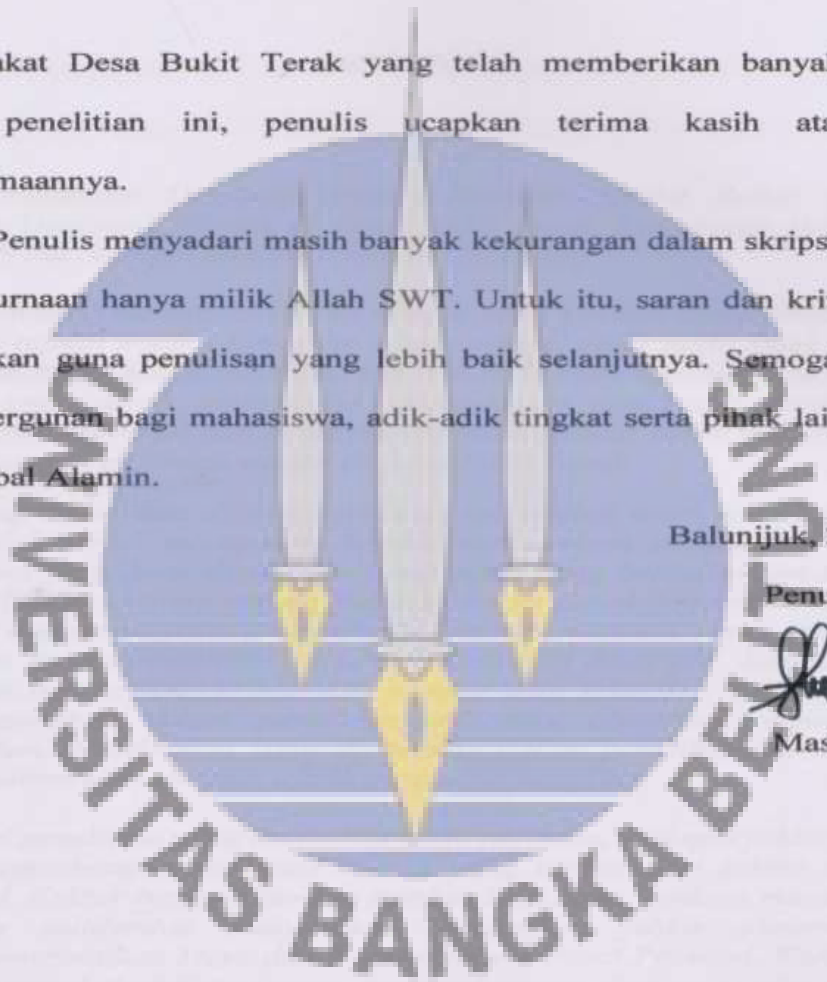 akat Desa Bukit Terak yang telah memberikan banyak
penelitian ini, penulis ucapkan terima kasih ata
maannya.
Penulis menyadari masih banyak kekurangan dalam skrips
urnaan hanya milik Allah SWT. Untuk itu, saran dan kri
kan guna penulisan yang lebih baik selanjutnya. Semoga
ergunan bagi mahasiswa, adik-adik tingkat serta pihak lai
bal Alamin.
Balunijuk,
Penu
Mas
UNIVERSITAS BANGKA BELITUNG